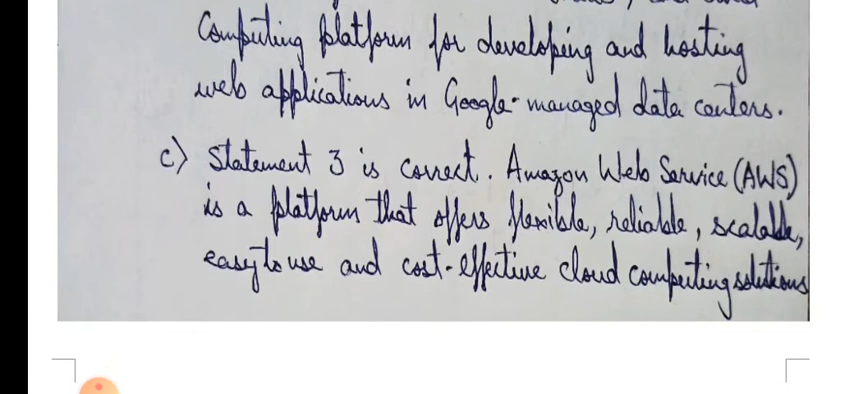 Computing platform for developing and hosting
web applications in Google-managed data centers.
c) Statement 3 is correct. Amazon Web Service (AWS)
is a platform that offers flexible, reliable, scalable,
easy to use and cost-effective cloud computing solutions